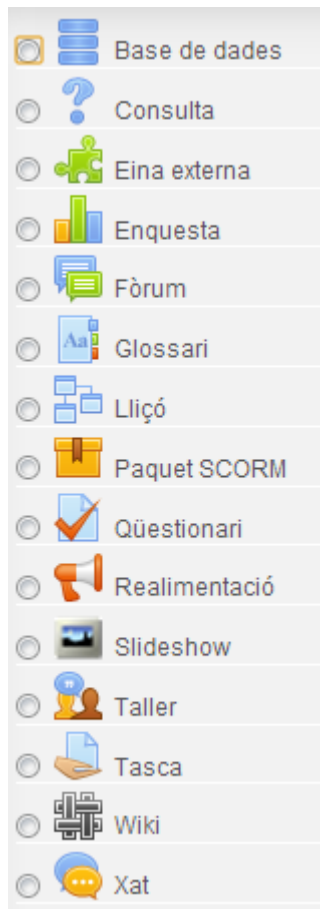 Base de dades
Consulta
Eina externa
Enquesta
Fòrum
Aa
Glossari
Lliçó
Paquet SCORM
Qüestionari
Realimentació
Slideshow
Taller
Tasca
Wiki
Xat